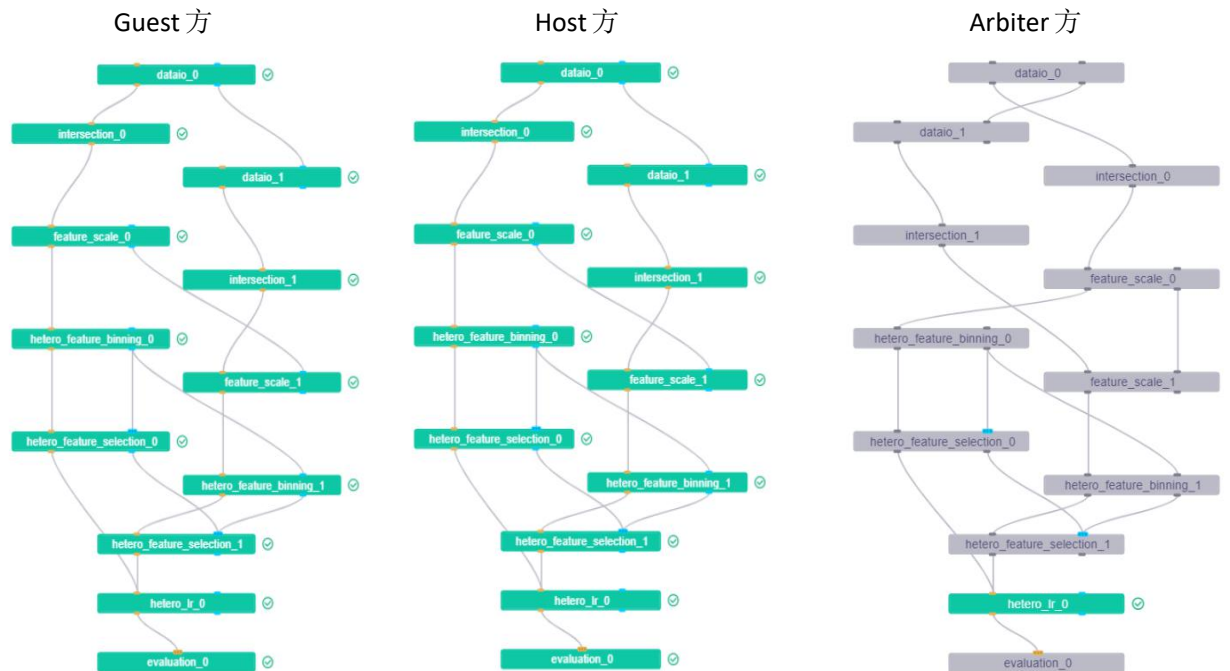 Guest 方
dataio_0
intersection_0
dataio_1
feature_scale_0
intersection_1
hetero_feature_binning_0
feature_scale_1
hetero_feature_selection_0
hetero_feature_binning_1
hetero_feature_selection_1
hetero_lr_0
evaluation_0
Host 方
dataio_0
intersection_0
dataio_1
feature_scale_0
intersection_1
hetero_feature_binning_0
feature_scale_1
hetero_feature_selection_0
hetero_feature_binning_1
hetero_feature_selection_1
hetero_lr_0
evaluation_0
Arbiter 方
dataio_0
dataio_1
intersection_0
intersection_1
feature_scale_0
hetero_feature_binning_0
feature_scale_1
hetero_feature_selection_0
hetero_feature_binning_1
hetero_feature_selection_1
hetero_lr_0
evaluation_0